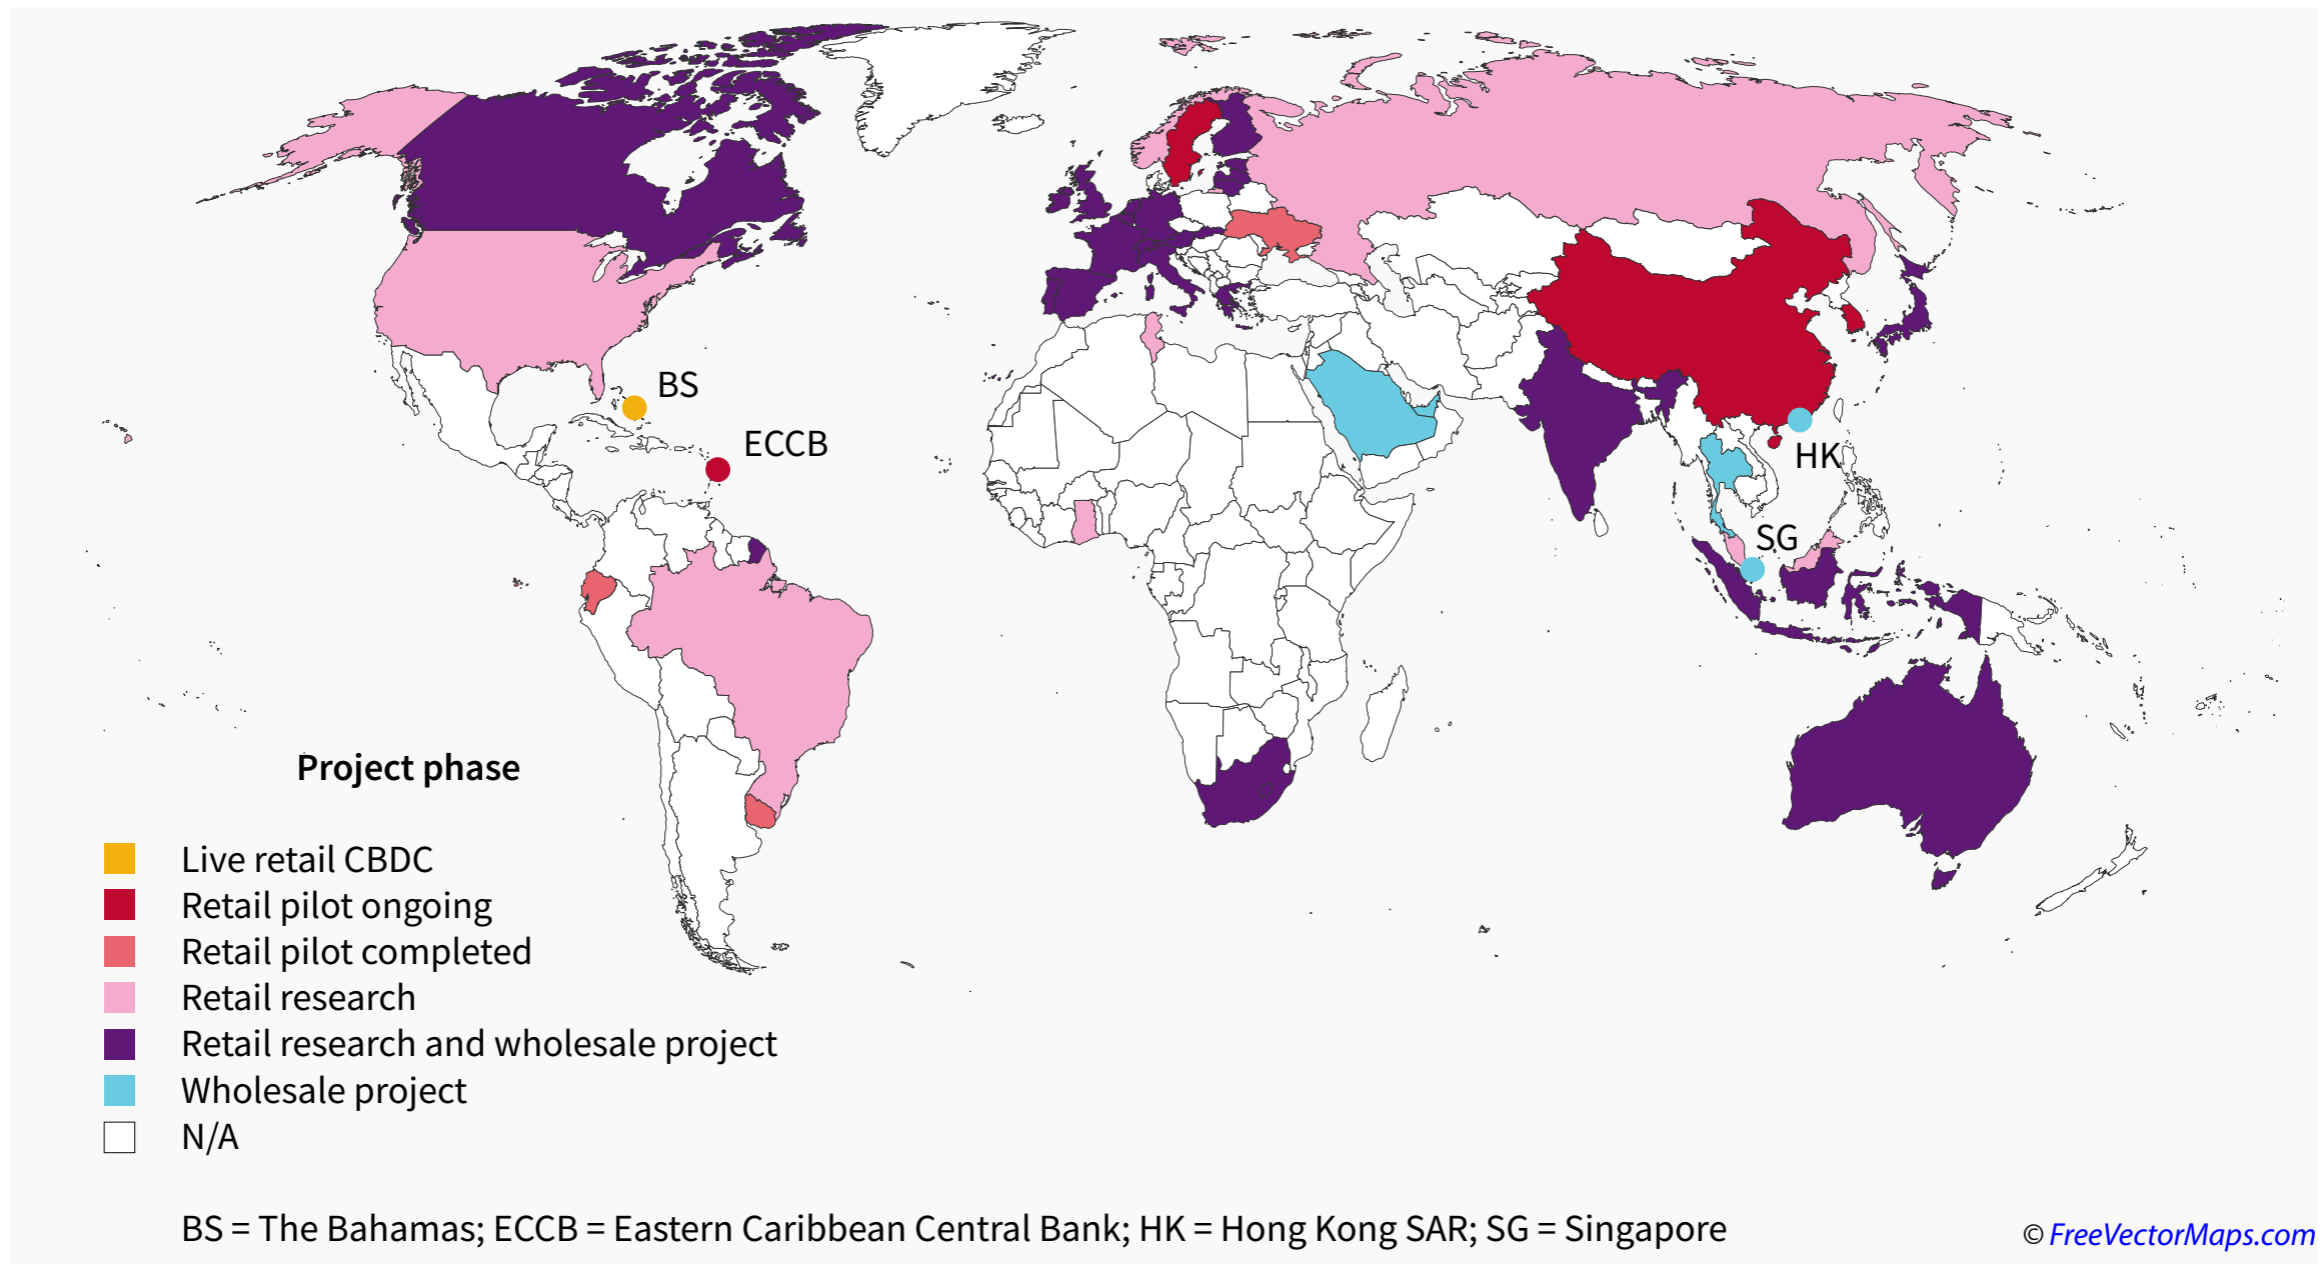 BS
ECCB
HK
SG
Project phase
Live retail CBDC
Retail pilot ongoing
Retail pilot completed
Retail research
Retail research and wholesale project
Wholesale project
N/A
BS = The Bahamas; ECCB = Eastern Caribbean Central Bank; HK = Hong Kong SAR; SG = Singapore
© FreeVectorMaps.com